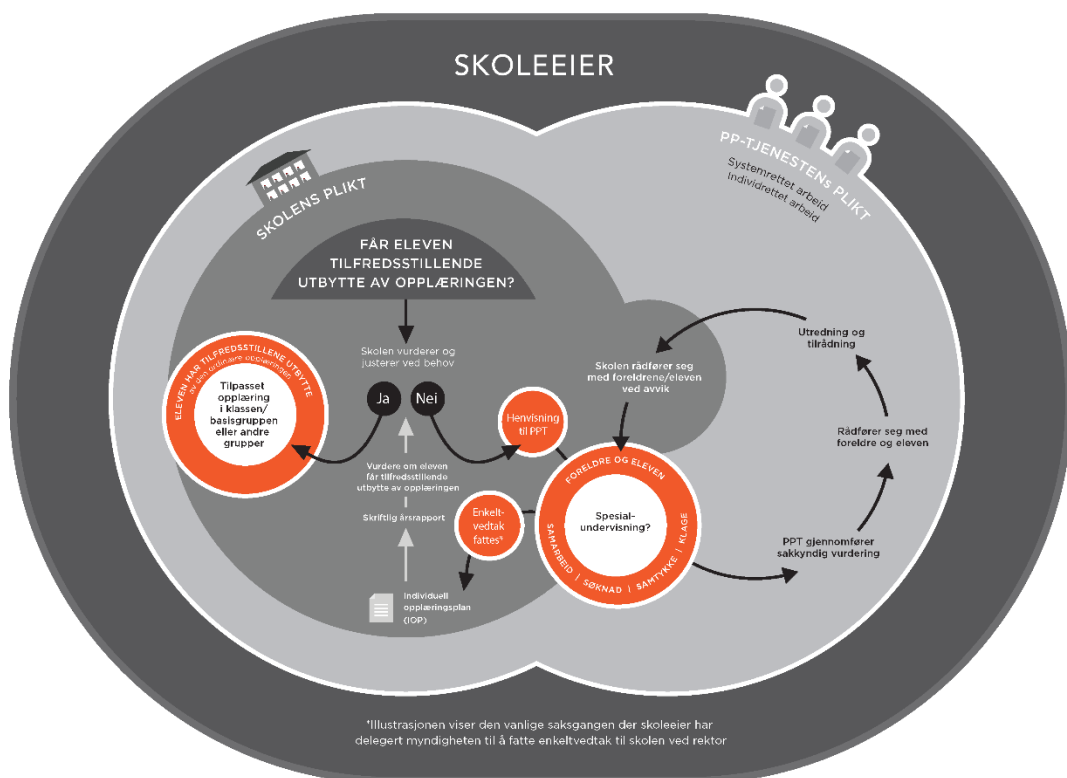 SKOLEEIER
PP-TJENESTENs PLIKT
Systemrettet arbeid
Individrettet arbeid
SKOLENS PLIKT
FÅR ELEVEN
TILFREDSSTILLENDE
UTBYTTE AV OPPLÆRINGEN?
Skolen vurderer og
justerer ved behov
Ja
Nei
ELEVEN HAR TILFREDSSTILLENE UTBYTTE
av den ordinære opplæringen
Tilpasset
opplæring
i klassen/
basisgruppen
eller andre
grupper
Henvisning
til PPT
Vurdere om eleven
får tilfredsstillende
utbytte av opplæringen
Skriftlig årsrapport
Individuell
opplæringsplan
(IOP)
Enkelt-
vedtak
fattes*
FORELDRE OG ELEVEN
Spesial-
undervisning?
SAMARBEID | SØKNAD | SAMTYKKE | KLAGE
PPT gjennomfører
sakkyndig vurdering
Rådfører seg med
foreldre og eleven
Utredning og
tilrådning
Skolen rådfører seg
med foreldrene/eleven
ved avvik
*Illustrasjonen viser den vanlige saksgangen der skoleeier har
delegert myndigheten til å fatte enkeltvedtak til skolen ved rektor